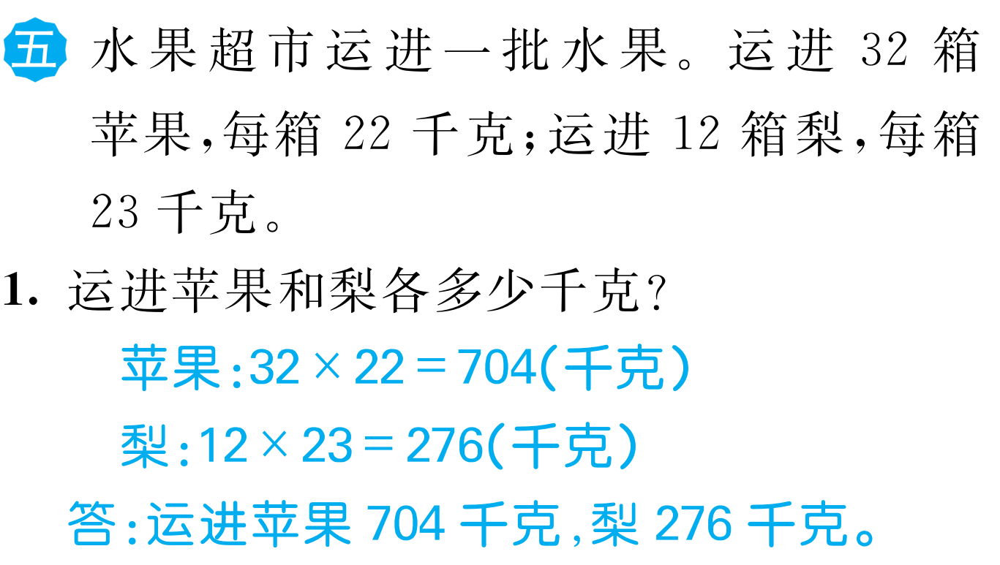 五 水果超市运进一批水果。运进 32 箱
苹果,每箱 22 千克;运进 12 箱梨,每箱
23 千克。
1. 运进苹果和梨各多少千克?
苹果:32×22=704(千克)
梨:12×23=276(千克)
答:运进苹果 704 千克,梨 276 千克。